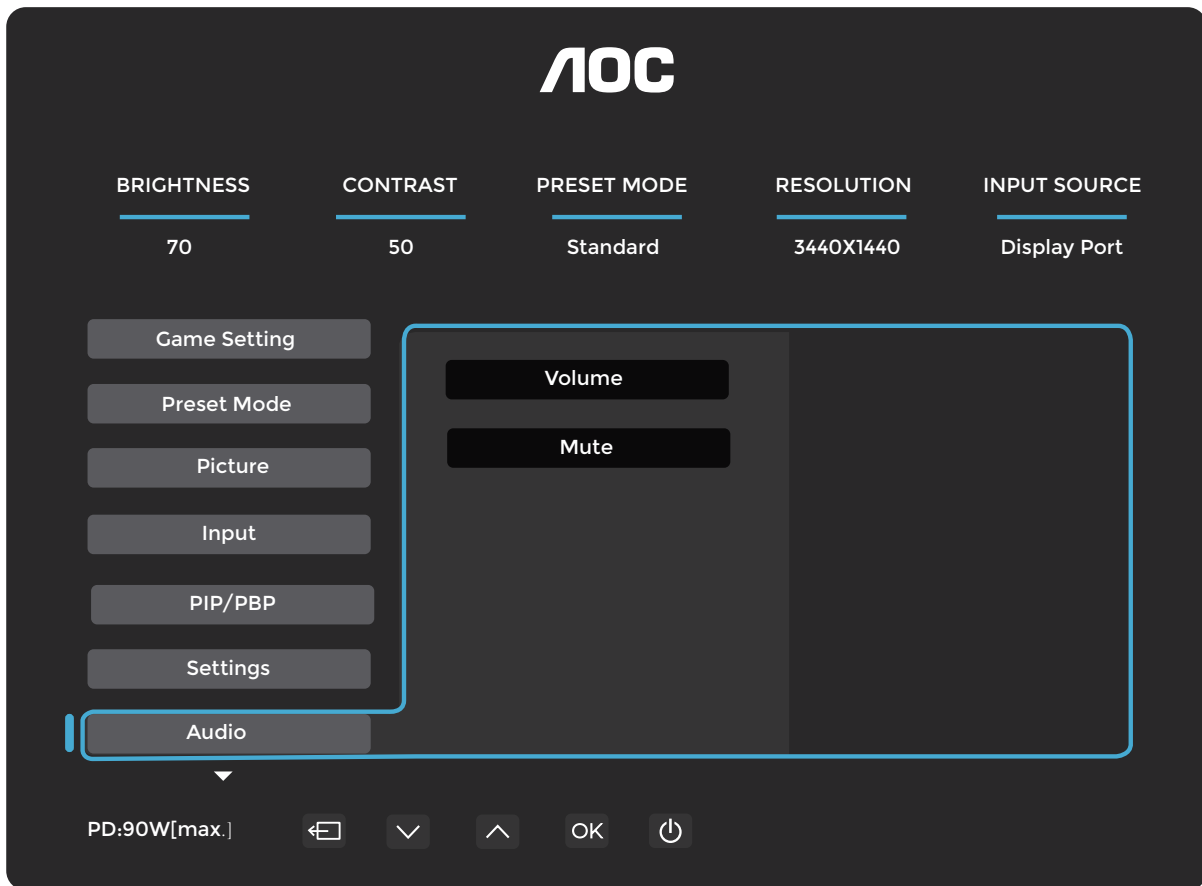 AOC
BRIGHTNESS CONTRAST PRESET MODE RESOLUTION INPUT SOURCE
70 50 Standard 3440X1440 Display Port
Game Setting
Volume
Preset Mode
Mute
Picture
Input
PIP/PBP
Settings
Audio
PD:90W[max.] OK